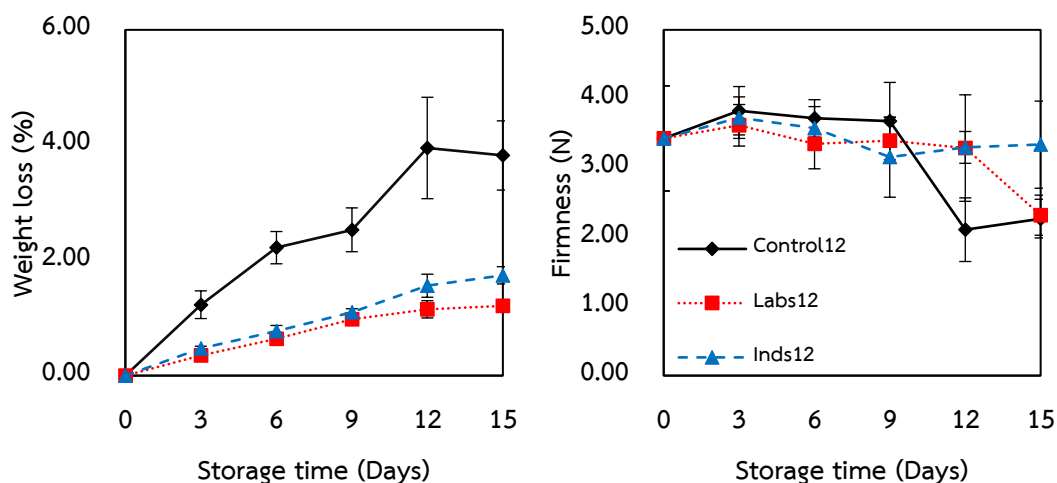 6.00
4.00
2.00
0.00
Weight loss (%)
0 3 6 9 12 15
Storage time (Days)
5.00
4.00
3.00
2.00
1.00
0.00
Firmness (N)
Control12
Labs12
Inds12
0 3 6 9 12 15
Storage time (Days)